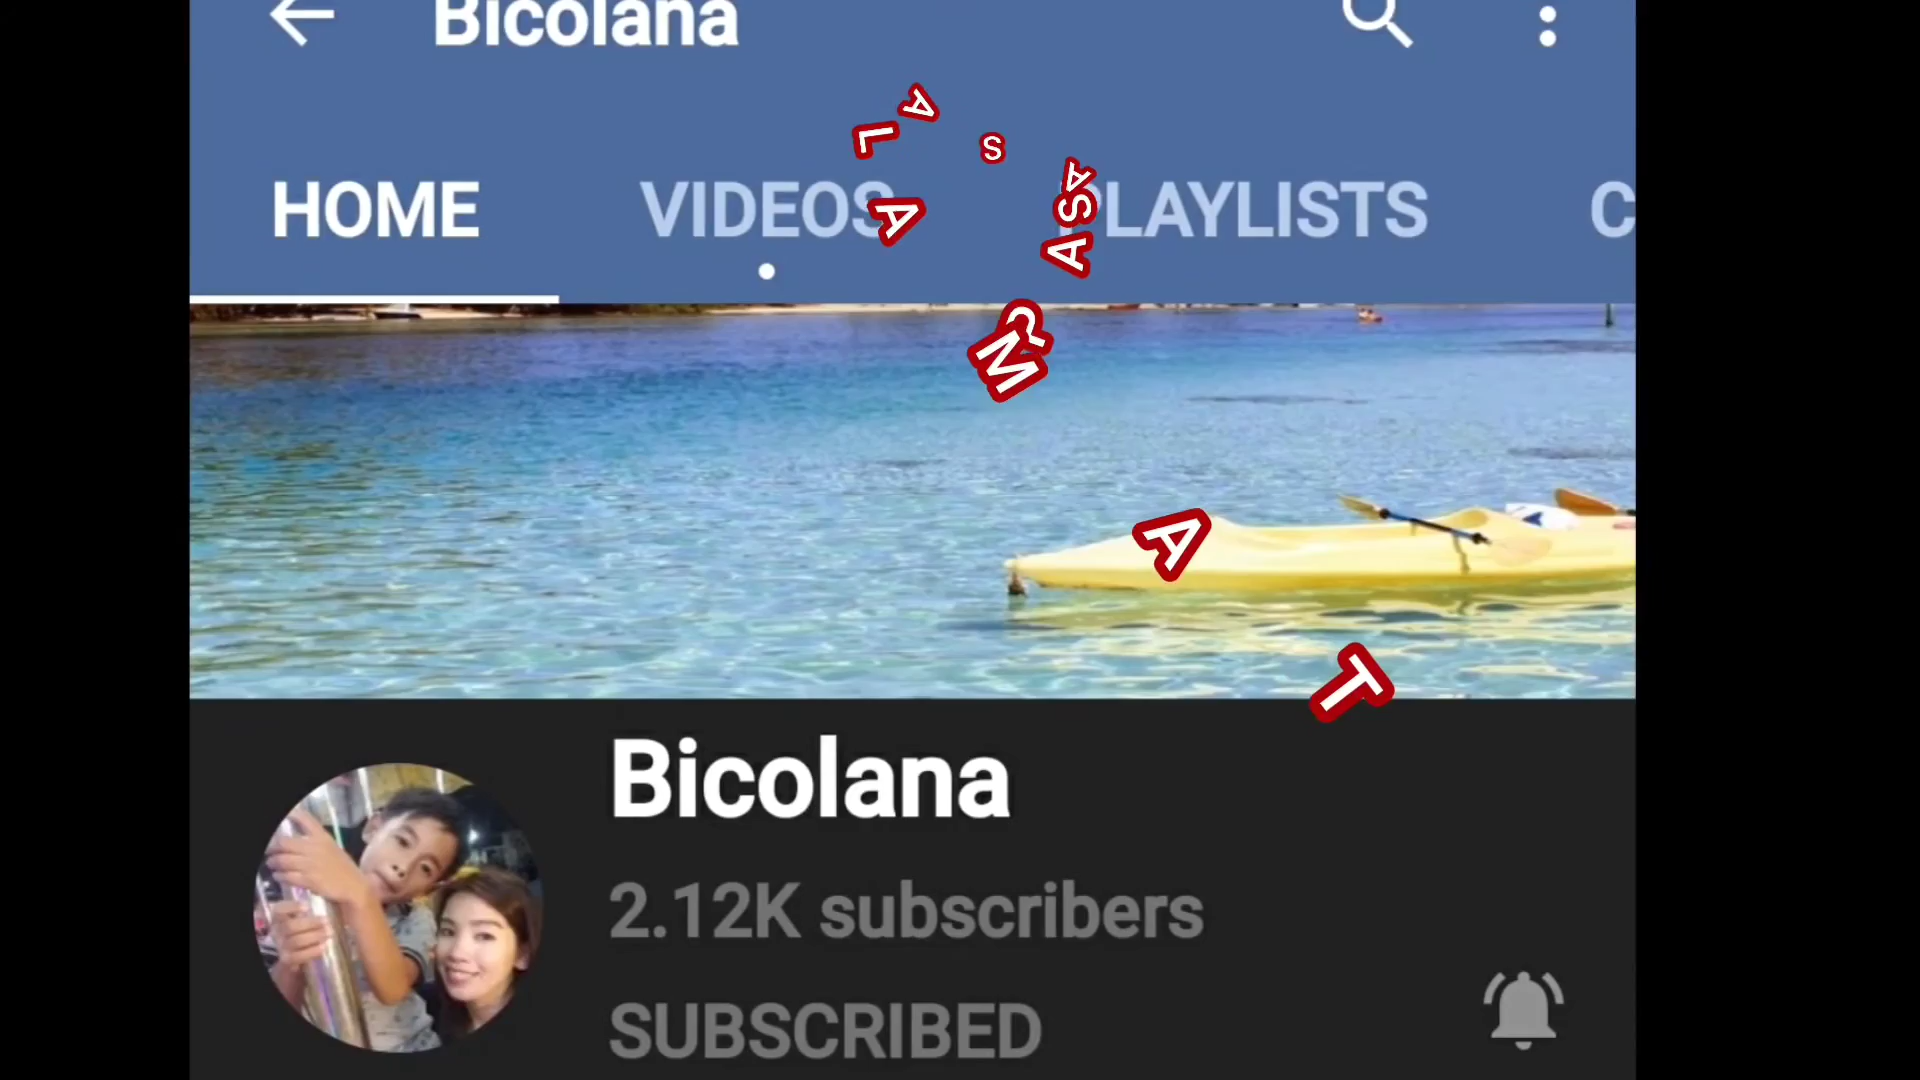 Bicolana
HOME VIDEOS PLAYLISTS C
Bicolana
2.12K subscribers
SUBSCRIBED